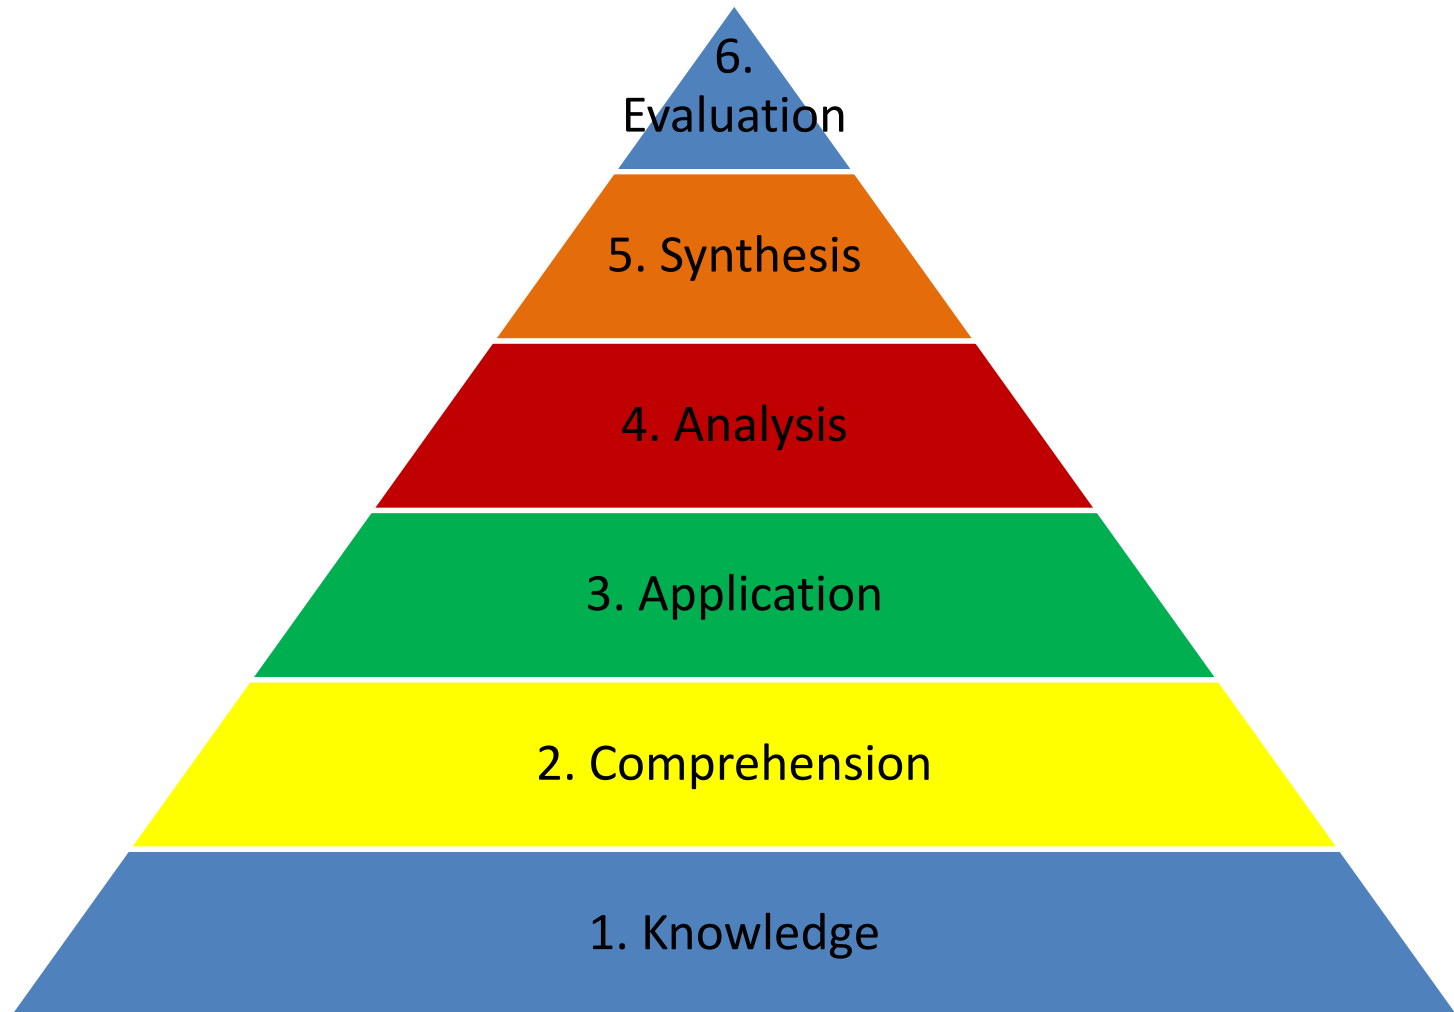 6.
Evaluation
5. Synthesis
4. Analysis
3. Application
2. Comprehension
1. Knowledge